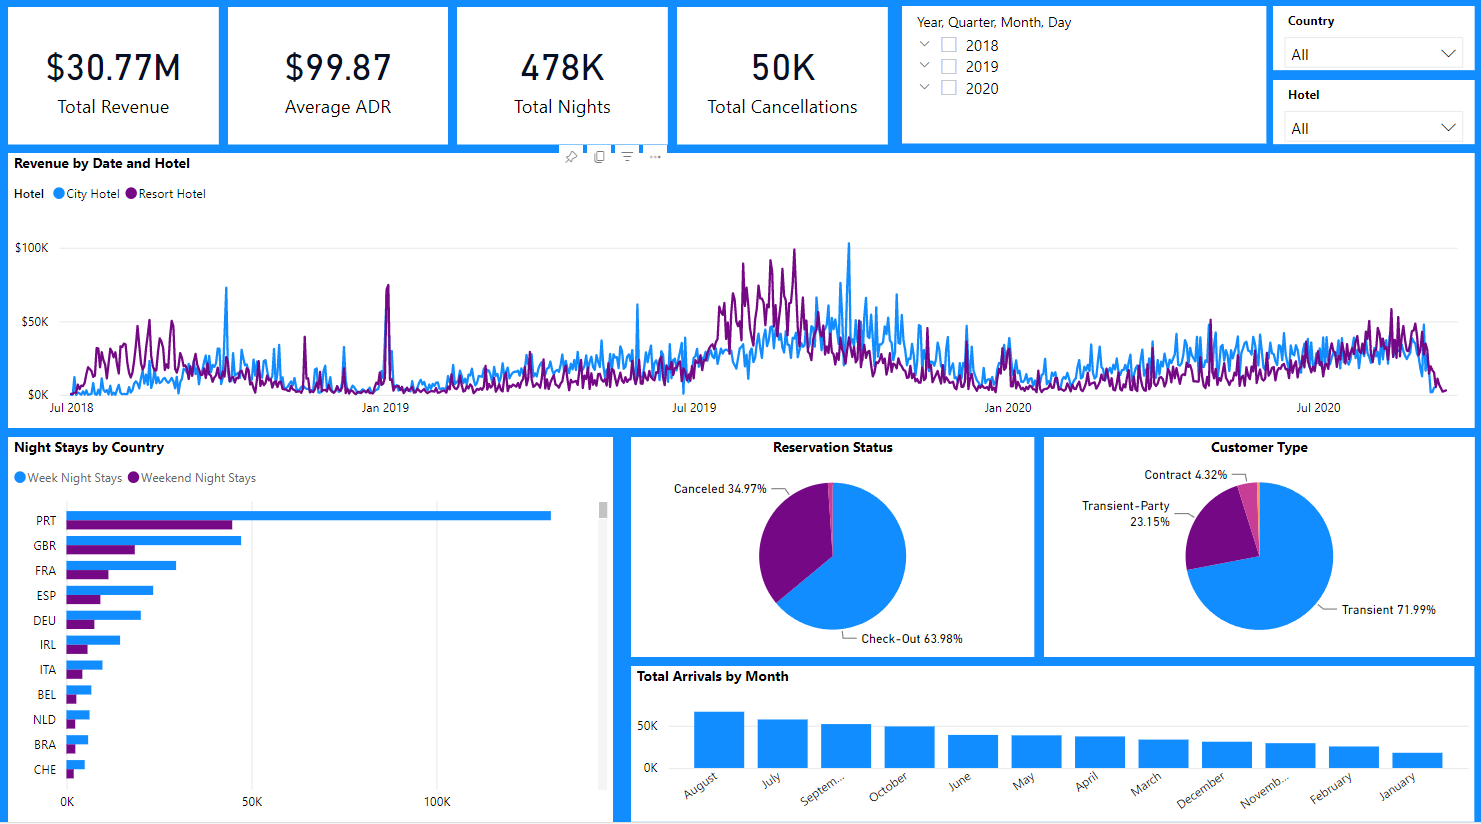 $30.77M
Total Revenue
$99.87
Average ADR
478K
Total Nights
50K
Total Cancellations
Year, Quarter, Month, Day
2018
2019
2020
Country
All
Hotel
All
Revenue by Date and Hotel
Hotel City Hotel Resort Hotel
$100K
$50K
$0K
Jul 2018 Jan 2019 Jul 2019 Jan 2020 Jul 2020
Night Stays by Country
Week Night Stays Weekend Night Stays
PRT
GBR
FRA
ESP
DEU
IRL
ITA
BEL
NLD
BRA
CHE
0K 50K 100K
Reservation Status
Canceled 34.97%
Check-Out 63.98%
Customer Type
Contract 4.32%
Transient-Party
23.15%
Transient 71.99%
Total Arrivals by Month
50K
0K
August July Septem... October June May April March December Novemb... February January